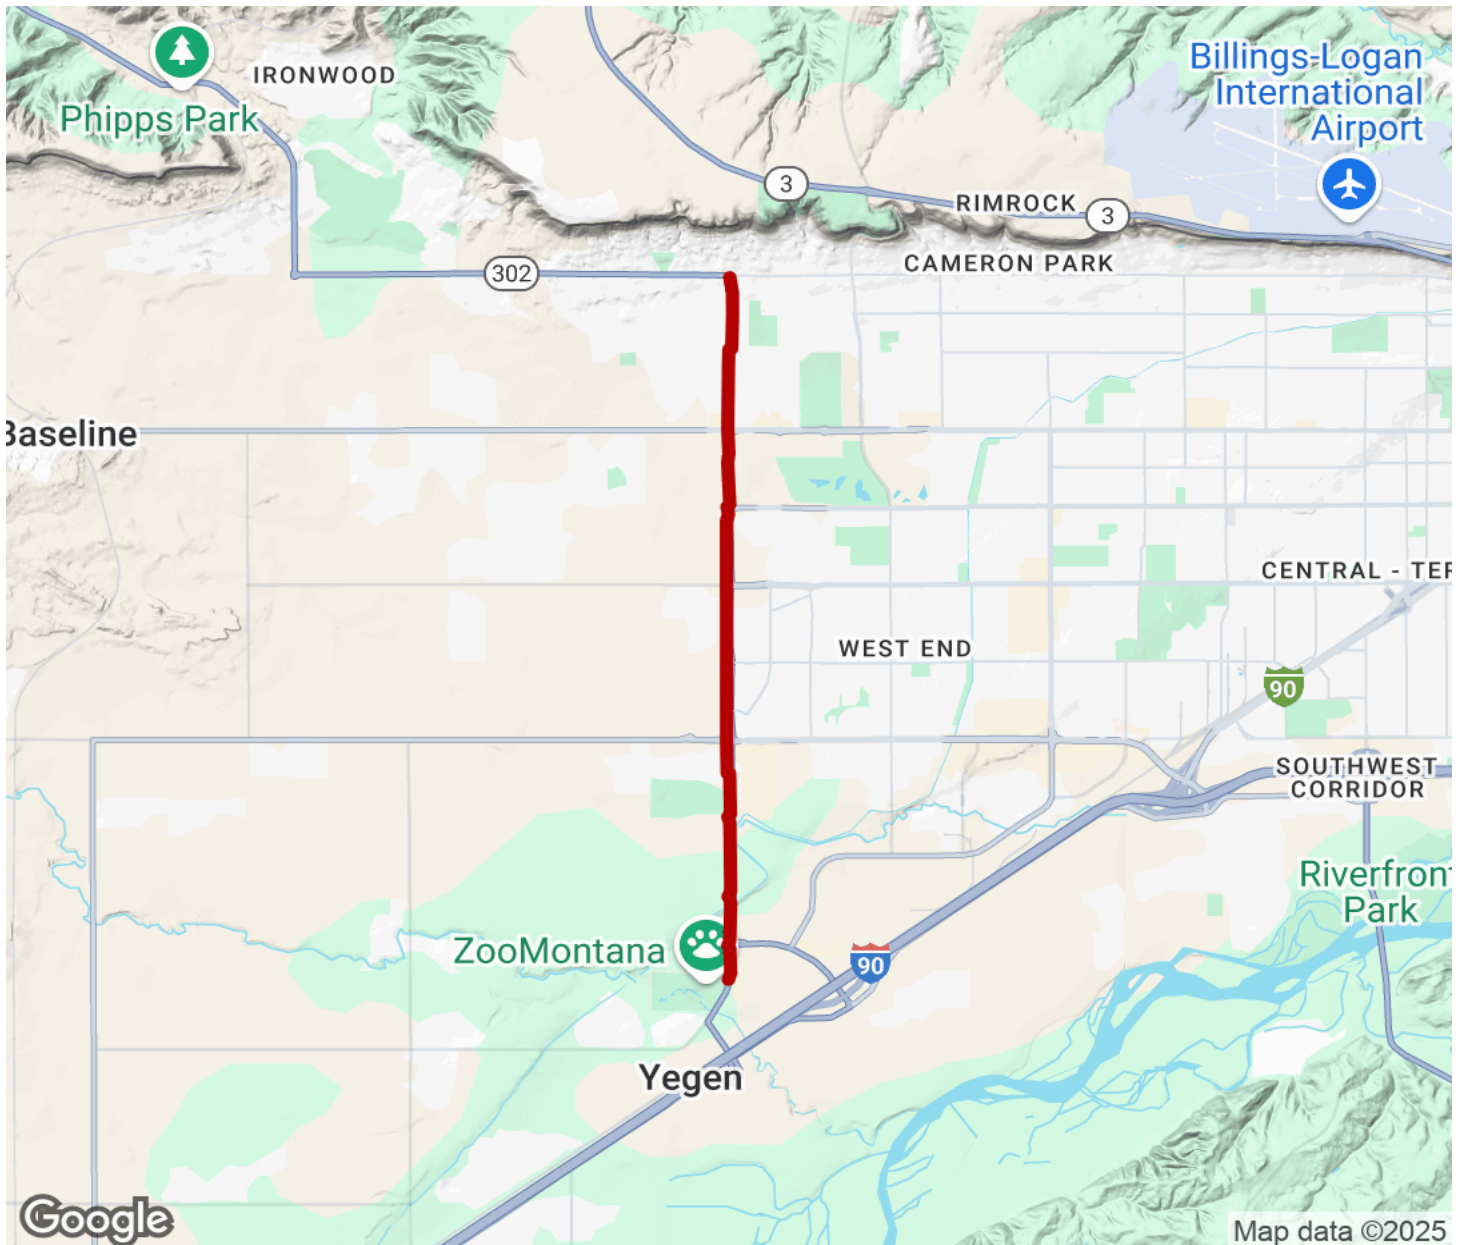 Billings-Logan
International
Airport
IRONWOOD
Phipps Park
3
RIMROCK
3
CAMERON PARK
302
Baseline
CENTRAL - TER
WEST END
90
SOUTHWEST
CORRIDOR
Riverfront
Park
ZooMontana
90
Yegen
Google
Map data ©2025